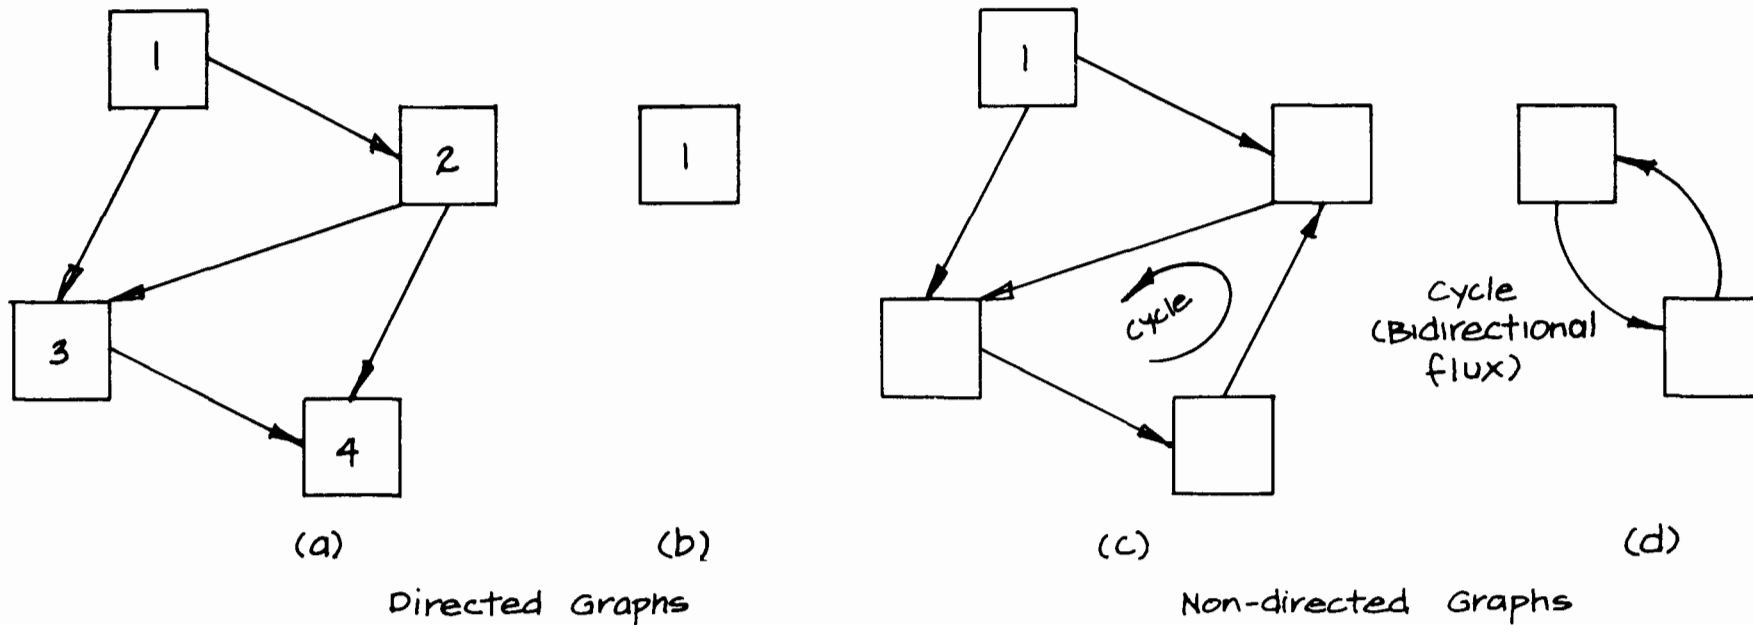 1
2
3
4
(a)
1
(b)
Directed Graphs
1
cycle
(c)
Cycle
(Bidirectional
flux)
(d)
Non-directed Graphs